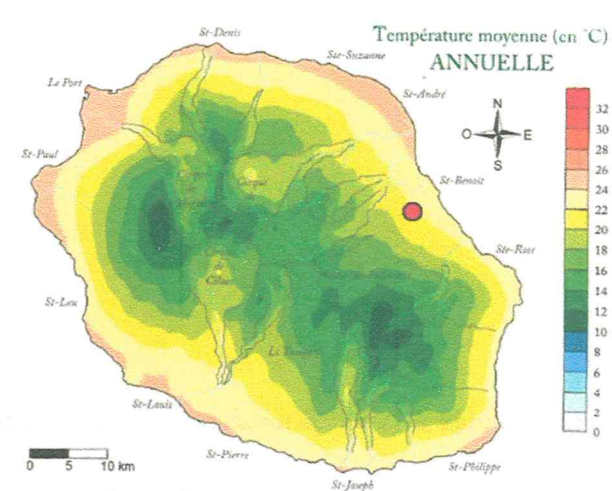 Température moyenne (en °C)
ANNUELLE
St-Denis
Ste-Suzanne
Le Port
St-André
N
O E
S
St-Paul
St-Benoit
Ste-Rose
St-Leu
St-Louis
St-Pierre
St-Joseph
St-Philippe
32
30
28
26
24
22
20
18
16
14
12
10
8
6
4
2
0
0 5 10 km